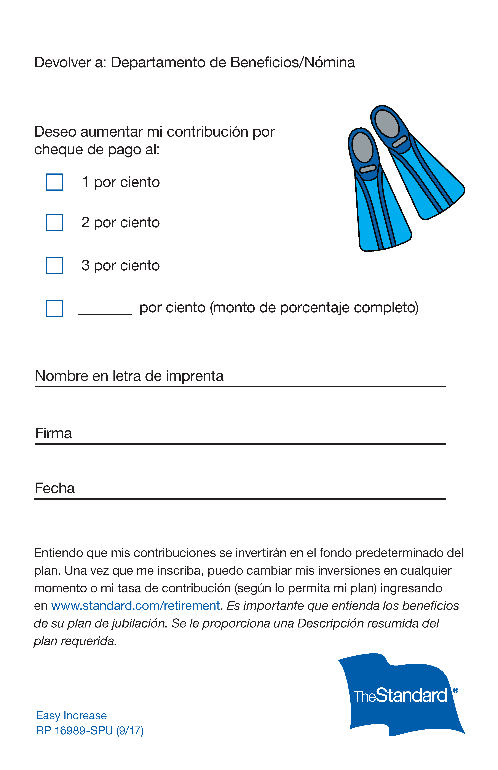 Devolver a: Departamento de Beneficios/Nómina
Deseo aumentar mi contribución por
cheque de pago al:
1 por ciento
2 por ciento
3 por ciento
_______ por ciento (monto de porcentaje completo)
Nombre en letra de imprenta
Firma
Fecha
Entiendo que mis contribuciones se invertirán en el fondo predeterminado del
plan. Una vez que me inscriba, puedo cambiar mis inversiones en cualquier
momento o mi tasa de contribución (según lo permita mi plan) ingresando
en www.standard.com/retirement. Es importante que entienda los beneficios
de su plan de jubilación. Se le proporciona una Descripción resumida del
plan requerida.
TheStandard®
Easy Increase
RP 16989-SPU (9/17)